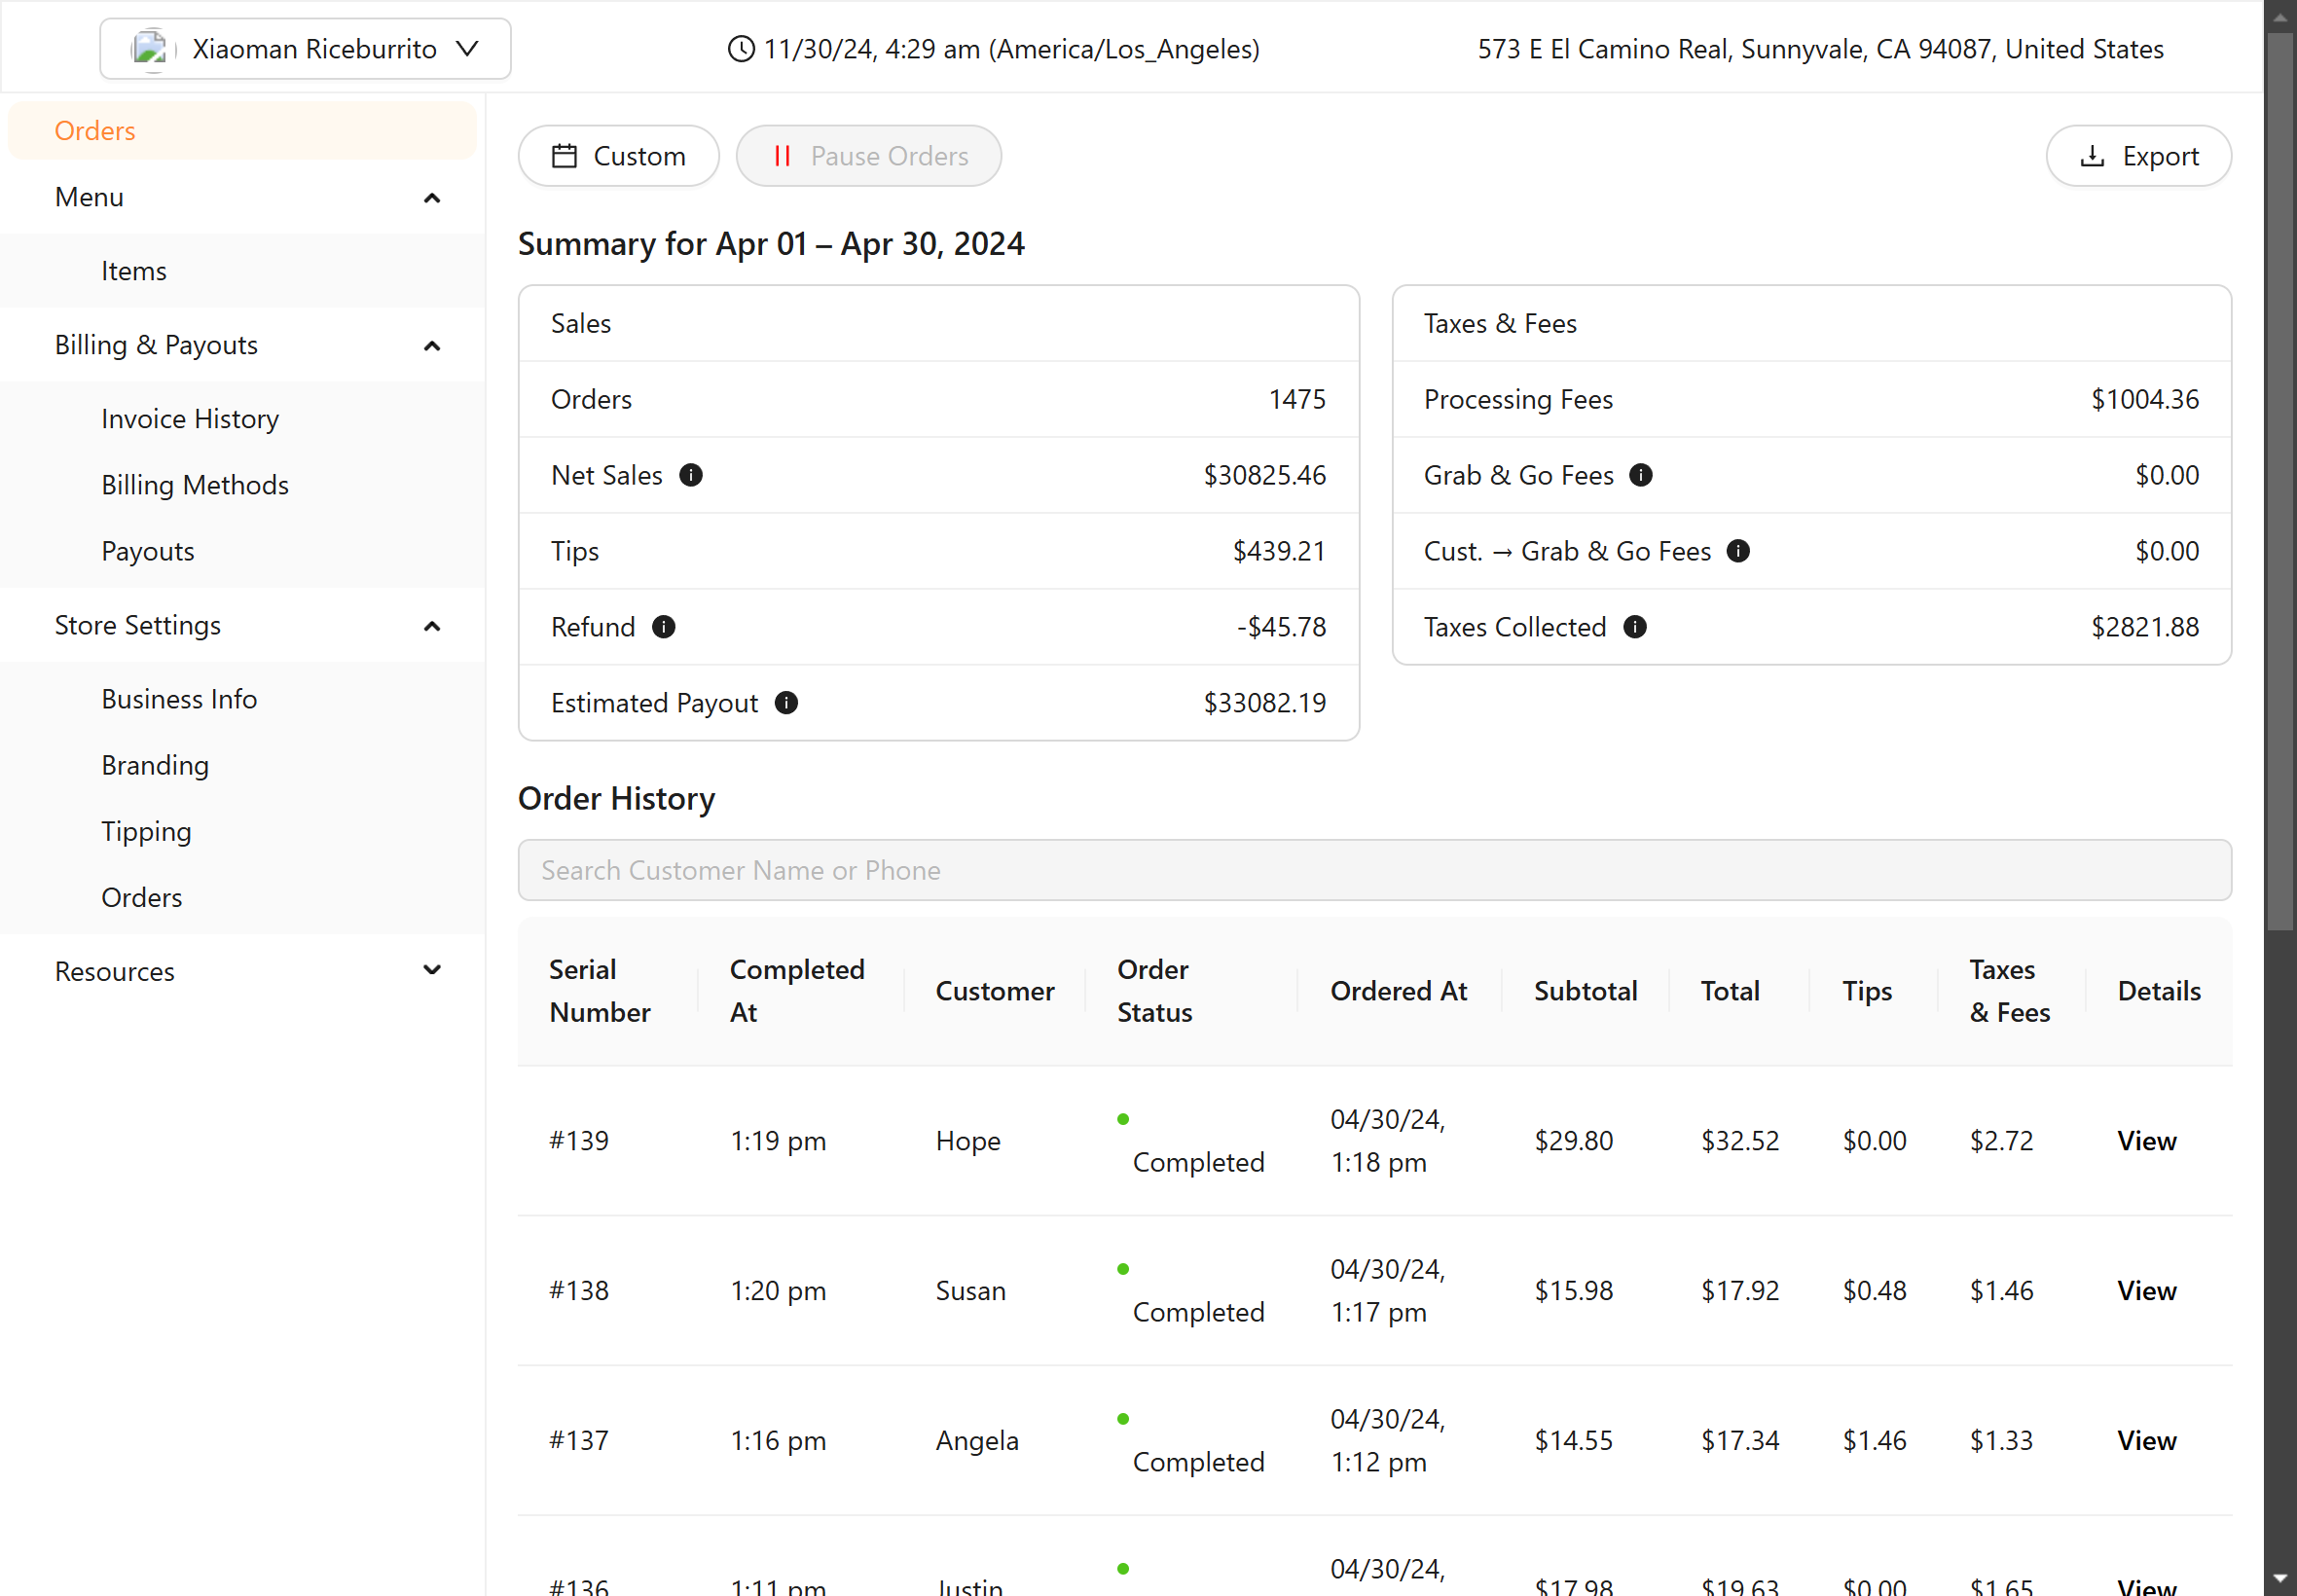 Xiaoman Riceburrito
11/30/24, 4:29 am (America/Los_Angeles)
573 E El Camino Real, Sunnyvale, CA 94087, United States
Orders
Menu
Items
Billing & Payouts
Invoice History
Billing Methods
Payouts
Store Settings
Business Info
Branding
Tipping
Orders
Resources
Custom
Pause Orders
Export
Summary for Apr 01 – Apr 30, 2024
Sales
Orders 1475
Net Sales $30825.46
Tips $439.21
Refund -$45.78
Estimated Payout $33082.19
Taxes & Fees
Processing Fees $1004.36
Grab & Go Fees $0.00
Cust. → Grab & Go Fees $0.00
Taxes Collected $2821.88
Order History
Search Customer Name or Phone
Serial Number Completed At Customer Order Status Ordered At Subtotal Total Tips Taxes & Fees Details
#139 1:19 pm Hope Completed 04/30/24, 1:18 pm $29.80 $32.52 $0.00 $2.72 View
#138 1:20 pm Susan Completed 04/30/24, 1:17 pm $15.98 $17.92 $0.48 $1.46 View
#137 1:16 pm Angela Completed 04/30/24, 1:12 pm $14.55 $17.34 $1.46 $1.33 View
#136 1:11 pm Justin 04/30/24, $17.98 $19.63 $0.00 $1.65 View